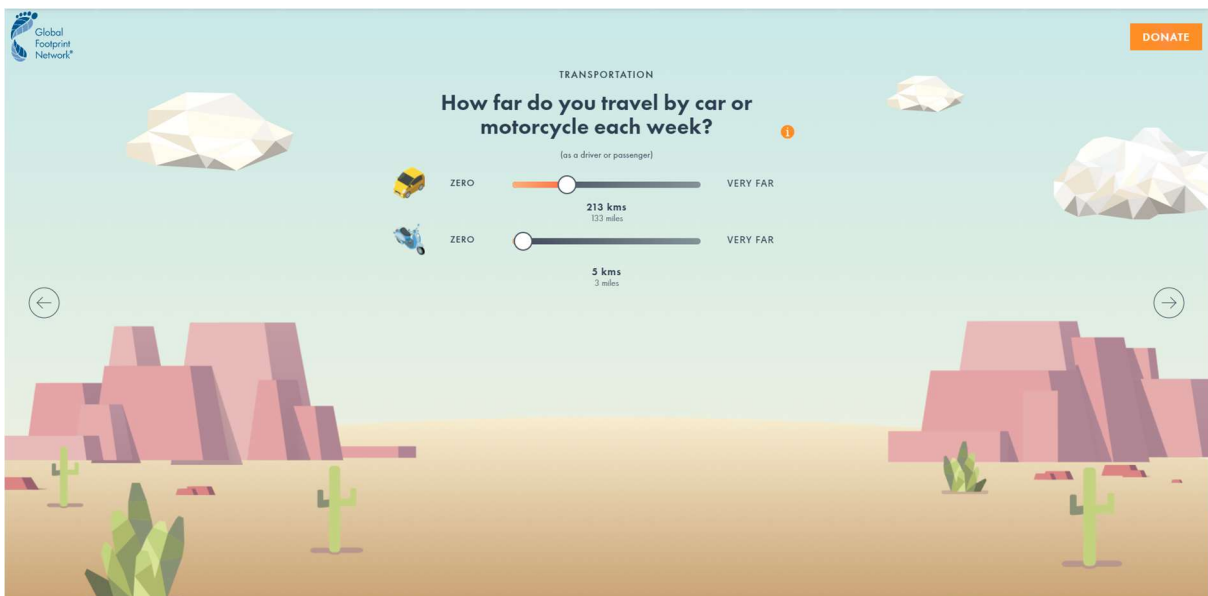 Global
Footprint
Network®
DONATE
TRANSPORTATION
How far do you travel by car or
motorcycle each week?
i
(as a driver or passenger)
ZERO
VERY FAR
213 kms
133 miles
ZERO
VERY FAR
5 kms
3 miles